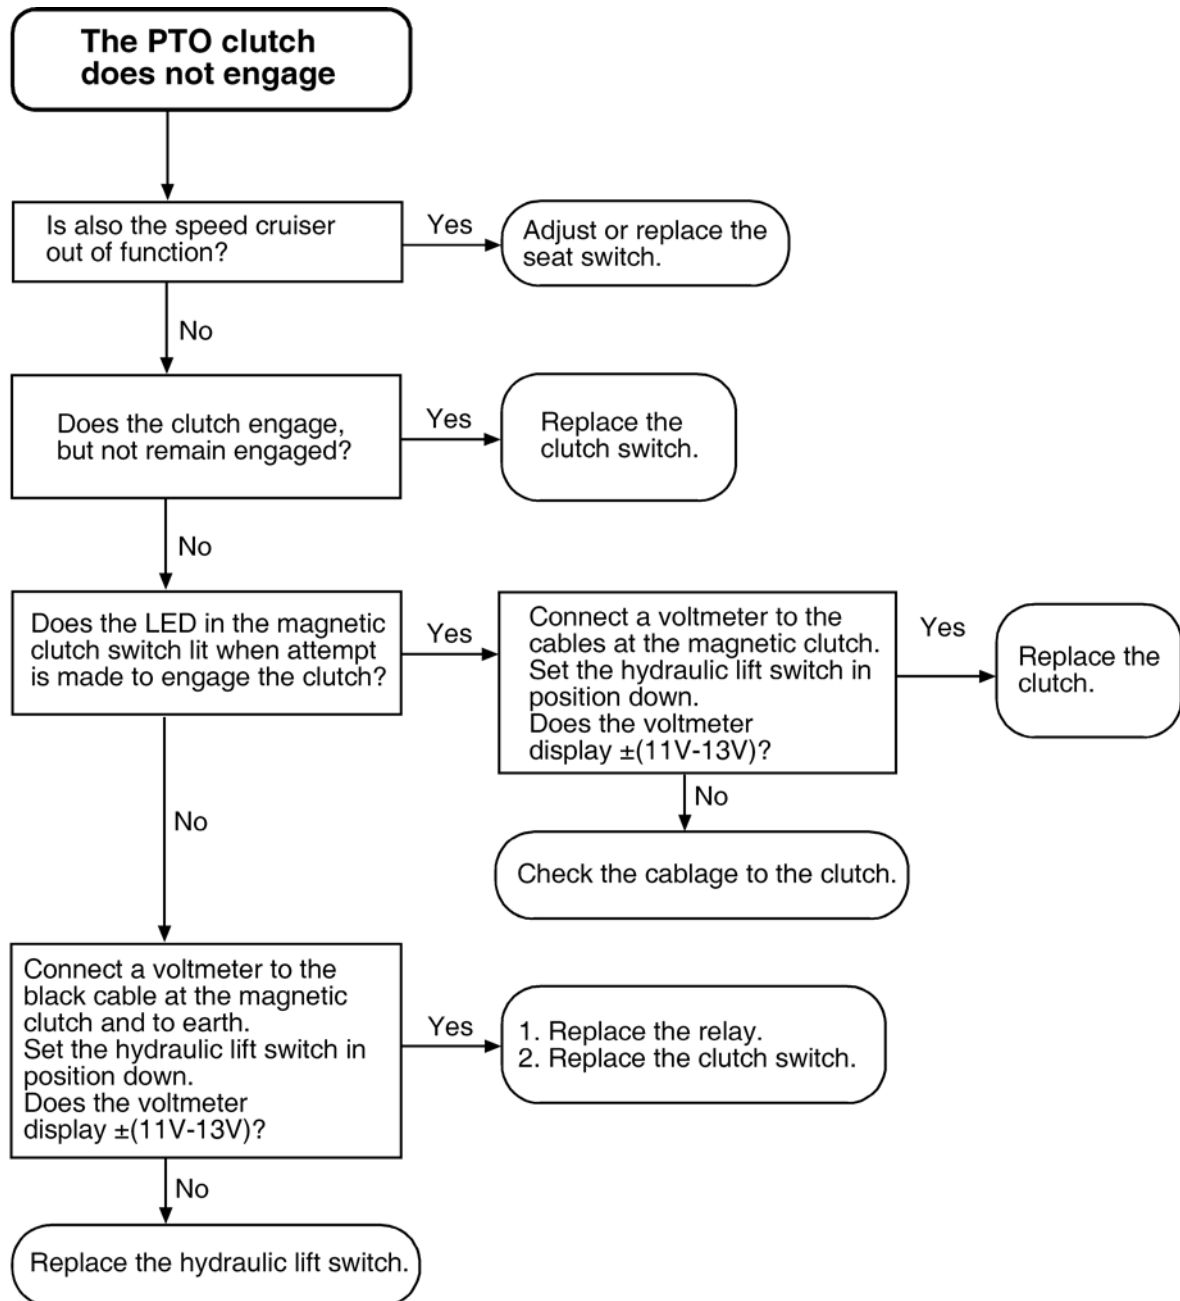 The PTO clutch
does not engage
Is also the speed cruiser
out of function?
Yes
Adjust or replace the
seat switch.
No
Does the clutch engage,
but not remain engaged?
Yes
Replace the
clutch switch.
No
Does the LED in the magnetic
clutch switch lit when attempt
is made to engage the clutch?
Yes
Connect a voltmeter to the
cables at the magnetic clutch.
Set the hydraulic lift switch in
position down.
Does the voltmeter
display ±(11V-13V)?
Yes
Replace the
clutch.
No
Check the cablage to the clutch.
No
Connect a voltmeter to the
black cable at the magnetic
clutch and to earth.
Set the hydraulic lift switch in
position down.
Does the voltmeter
display ±(11V-13V)?
Yes
1. Replace the relay.
2. Replace the clutch switch.
No
Replace the hydraulic lift switch.